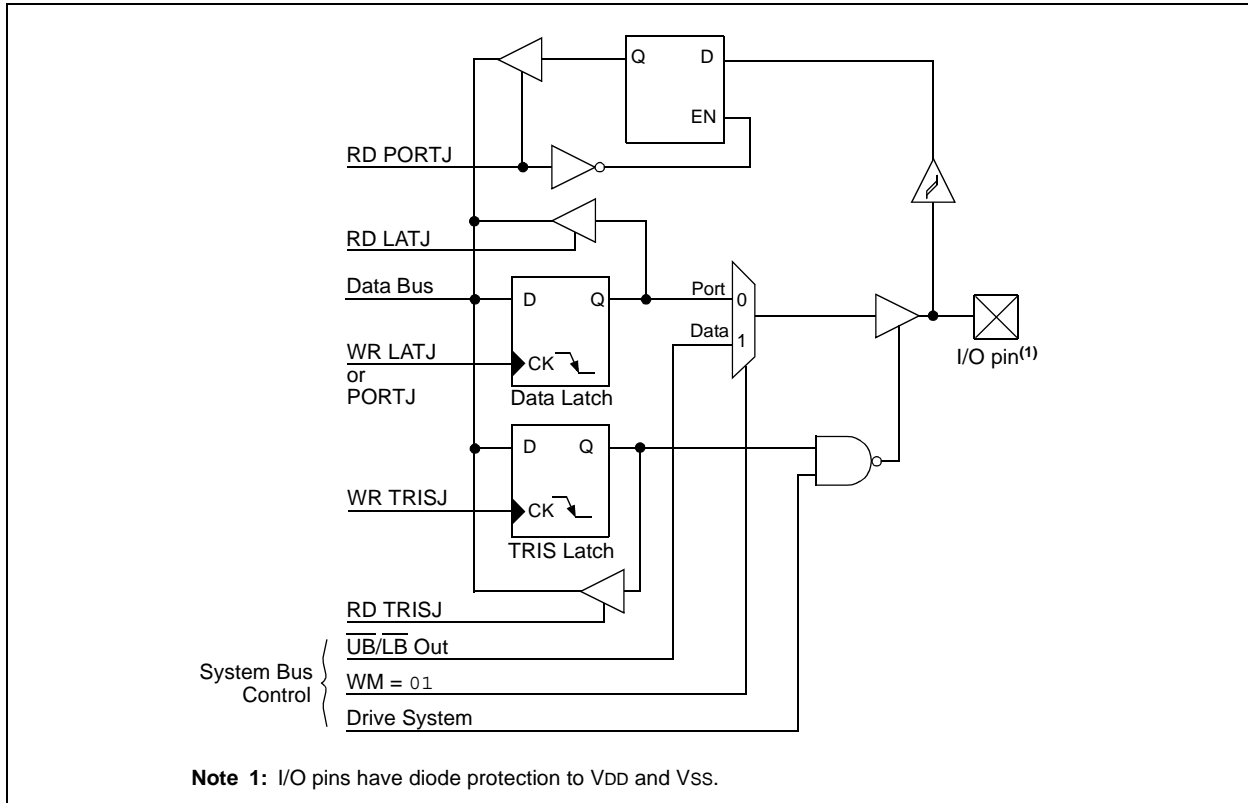 Q D
EN
RD PORTJ
RD LATJ
Data Bus
D Q
Port
0
Data
1
I/O pin(1)
WR LATJ
or
PORTJ
CK
Data Latch
D Q
WR TRISJ
CK
TRIS Latch
RD TRISJ
U̅B̅/L̅B̅ Out
System Bus
Control
WM = 01
Drive System
Note 1: I/O pins have diode protection to VDD and VSS.